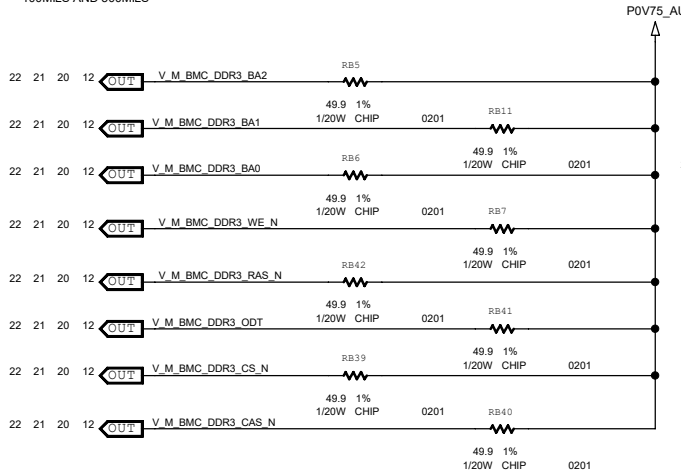 P0V75_AU
RB5
22 21 20 12 OUT V_M_BMC_DDR3_BA2
49.9 1%
1/20W CHIP 0201
RB11
22 21 20 12 OUT V_M_BMC_DDR3_BA1
49.9 1%
1/20W CHIP 0201
RB6
22 21 20 12 OUT V_M_BMC_DDR3_BA0
49.9 1%
1/20W CHIP 0201
RB7
22 21 20 12 OUT V_M_BMC_DDR3_WE_N
49.9 1%
1/20W CHIP 0201
RB42
22 21 20 12 OUT V_M_BMC_DDR3_RAS_N
49.9 1%
1/20W CHIP 0201
RB41
22 21 20 12 OUT V_M_BMC_DDR3_ODT
49.9 1%
1/20W CHIP 0201
RB39
22 21 20 12 OUT V_M_BMC_DDR3_CS_N
49.9 1%
1/20W CHIP 0201
RB40
22 21 20 12 OUT V_M_BMC_DDR3_CAS_N
49.9 1%
1/20W CHIP 0201